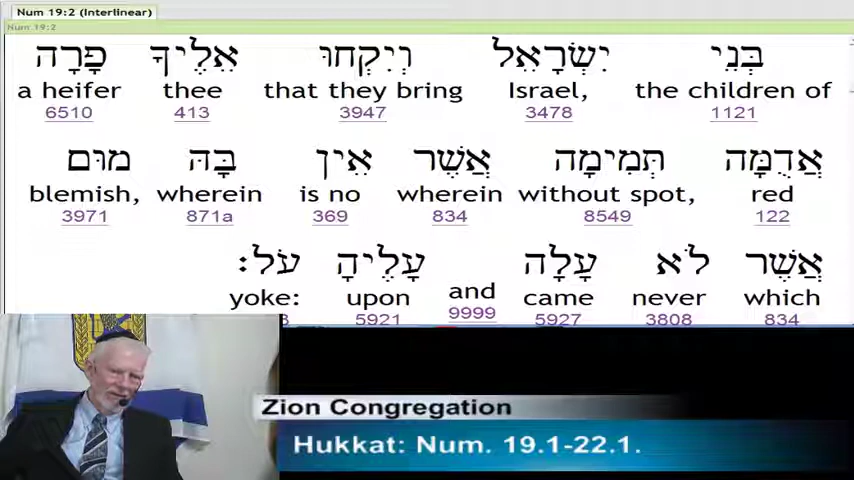 Num 19:2 (Interlinear)
Num 19:2
בְּנֵי יִשְׂרָאֵל וְיִקְחוּ אֵלֶיךָ פָרָה
a heifer thee that they bring Israel, the children of
6510 413 3947 3478 1121
אֲדֻמָּה תְּמִימָה אֲשֶׁר אֵין בָּהּ מוּם
blemish, wherein is no wherein without spot, red
3971 871a 369 834 8549 122
אֲשֶׁר לֹא עָלָה עָלֶיהָ עֹל׃
yoke: upon and came never which
5921 9999 5927 3808 834
Zion Congregation
Hukkat: Num. 19.1-22.1.